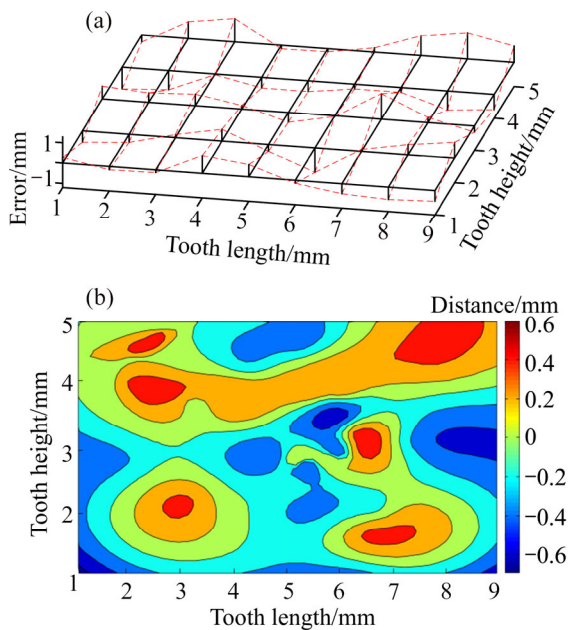 (a)
Error/mm
1
−1
1 2 3 4 5 6 7 8 9
Tooth length/mm
1 2 3 4 5
Tooth height/mm
(b)
Distance/mm
5
4
3
2
1
Tooth height/mm
1 2 3 4 5 6 7 8 9
Tooth length/mm
0.6
0.4
0.2
0
−0.2
−0.4
−0.6